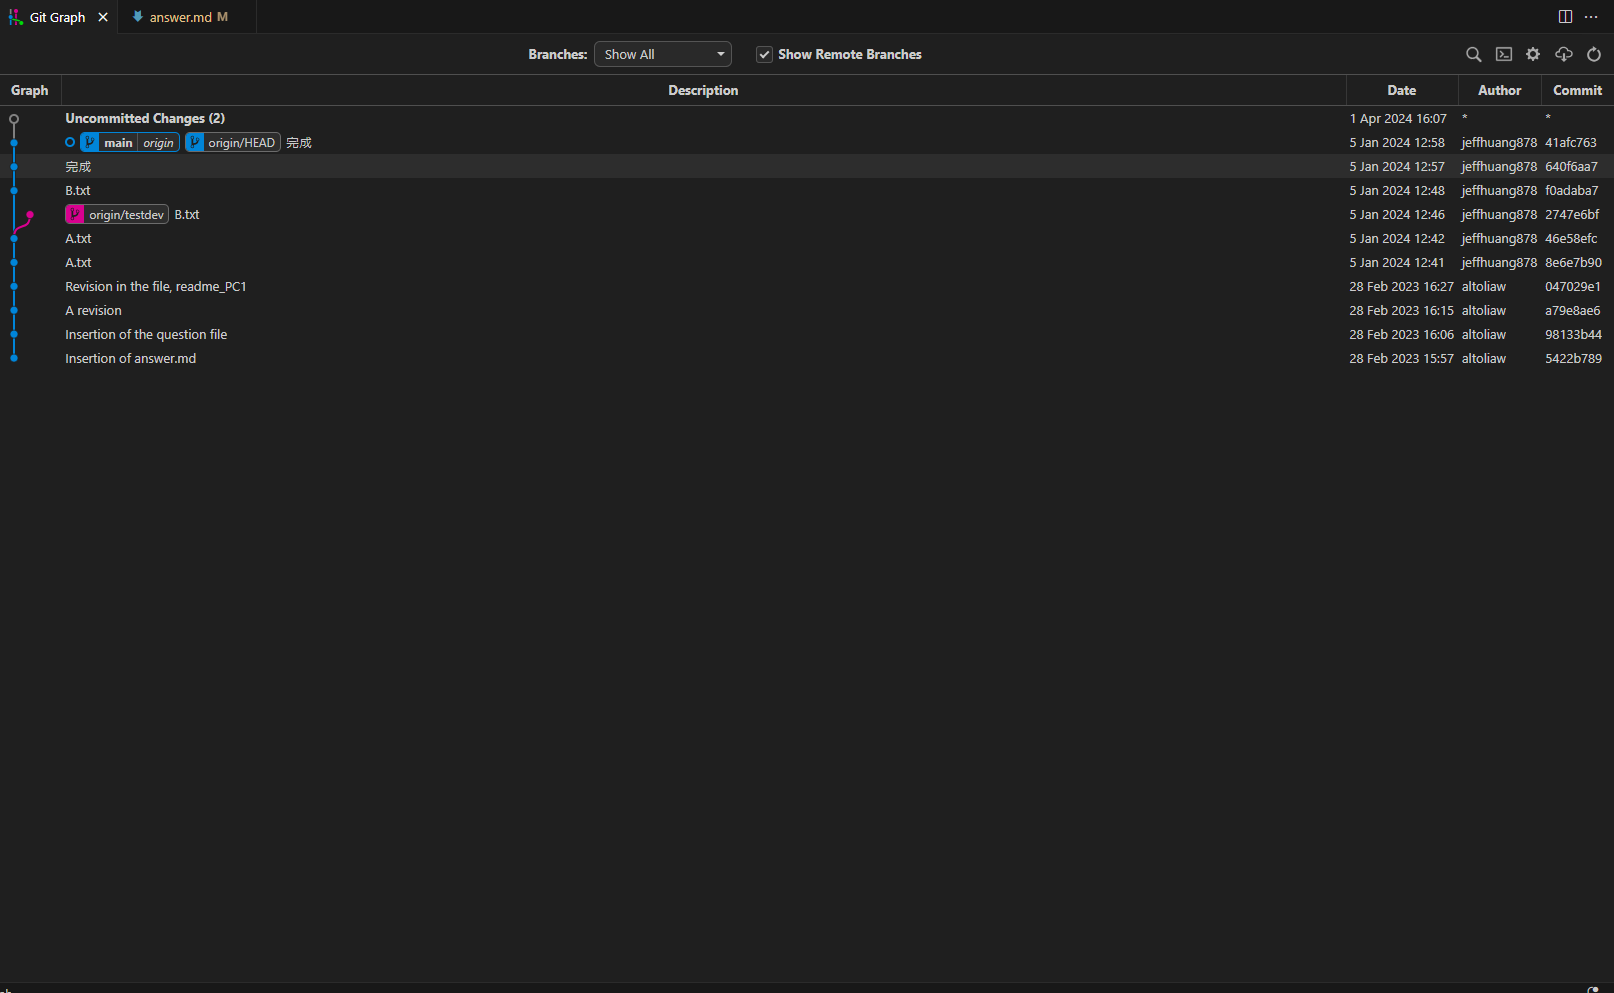 Git Graph answer.md M
Branches: Show All Show Remote Branches
Graph Description Date Author Commit
Uncommitted Changes (2) 1 Apr 2024 16:07 * *
main origin origin/HEAD 完成 5 Jan 2024 12:58 jeffhuang878 41afc763
完成 5 Jan 2024 12:57 jeffhuang878 640f6aa7
B.txt 5 Jan 2024 12:48 jeffhuang878 f0adaba7
origin/testdev B.txt 5 Jan 2024 12:46 jeffhuang878 2747e6bf
A.txt 5 Jan 2024 12:42 jeffhuang878 46e58efc
A.txt 5 Jan 2024 12:41 jeffhuang878 8e6e7b90
Revision in the file, readme_PC1 28 Feb 2023 16:27 altoliaw 047029e1
A revision 28 Feb 2023 16:15 altoliaw a79e8ae6
Insertion of the question file 28 Feb 2023 16:06 altoliaw 98133b44
Insertion of answer.md 28 Feb 2023 15:57 altoliaw 5422b789